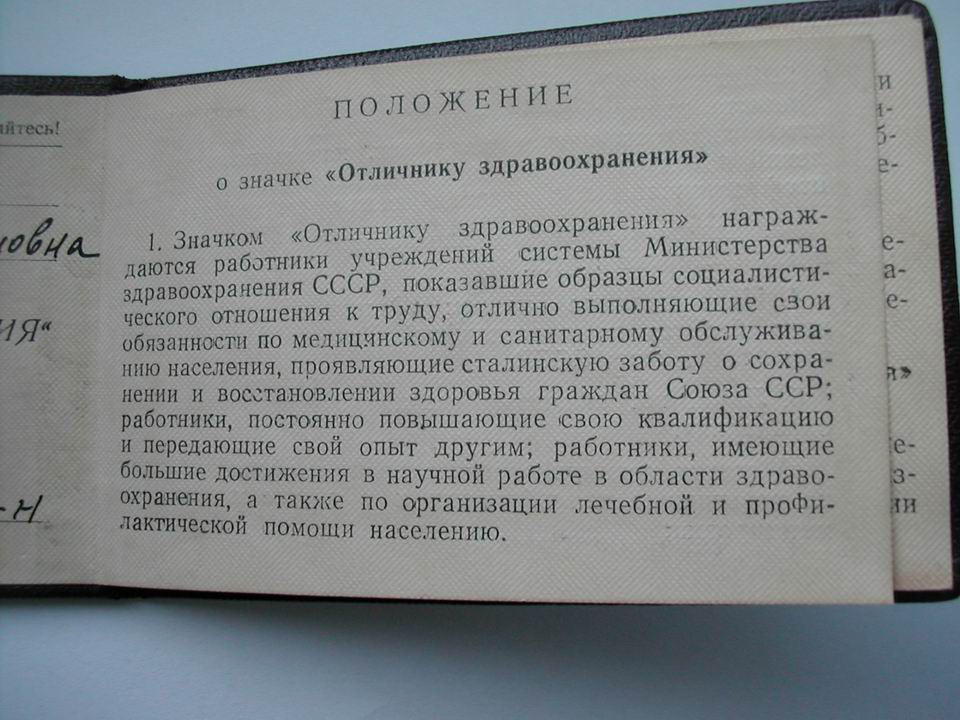 ПОЛОЖЕНИЕ
о значке «Отличнику здравоохранения»
1. Значком «Отличнику здравоохранения» награж-
даются работники учреждений системы Министерства
здравоохранения СССР, показавшие образцы социалисти-
ческого отношения к труду, отлично выполняющие свои
обязанности по медицинскому и санитарному обслужива-
нию населения, проявляющие сталинскую заботу о сохра-
нении и восстановлении здоровья граждан Союза ССР;
работники, постоянно повышающие свою квалификацию
и передающие свой опыт другим; работники, имеющие
большие достижения в научной работе в области здраво-
охранения, а также по организации лечебной и профи-
лактической помощи населению.